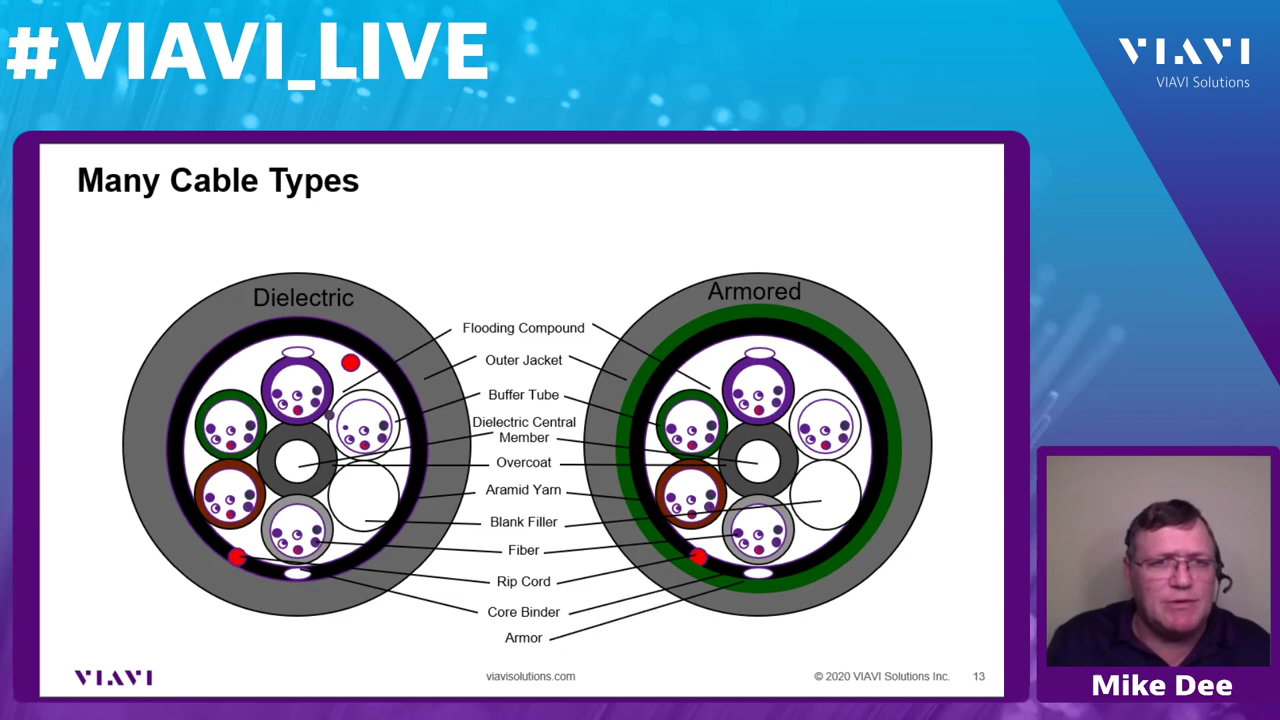 #VIAVI_LIVE
VIAVI
VIAVI Solutions
Many Cable Types
Dielectric
Armored
Flooding Compound
Outer Jacket
Buffer Tube
Dielectric Central
Member
Overcoat
Aramid Yarn
Blank Filler
Fiber
Rip Cord
Core Binder
Armor
VIAVI
viavisolutions.com
© 2020 VIAVI Solutions Inc.
13
Mike Dee